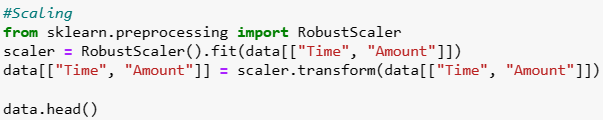 #Scaling
from sklearn.preprocessing import RobustScaler
scaler = RobustScaler().fit(data[["Time", "Amount"]])
data[["Time", "Amount"]] = scaler.transform(data[["Time", "Amount"]])
data.head()